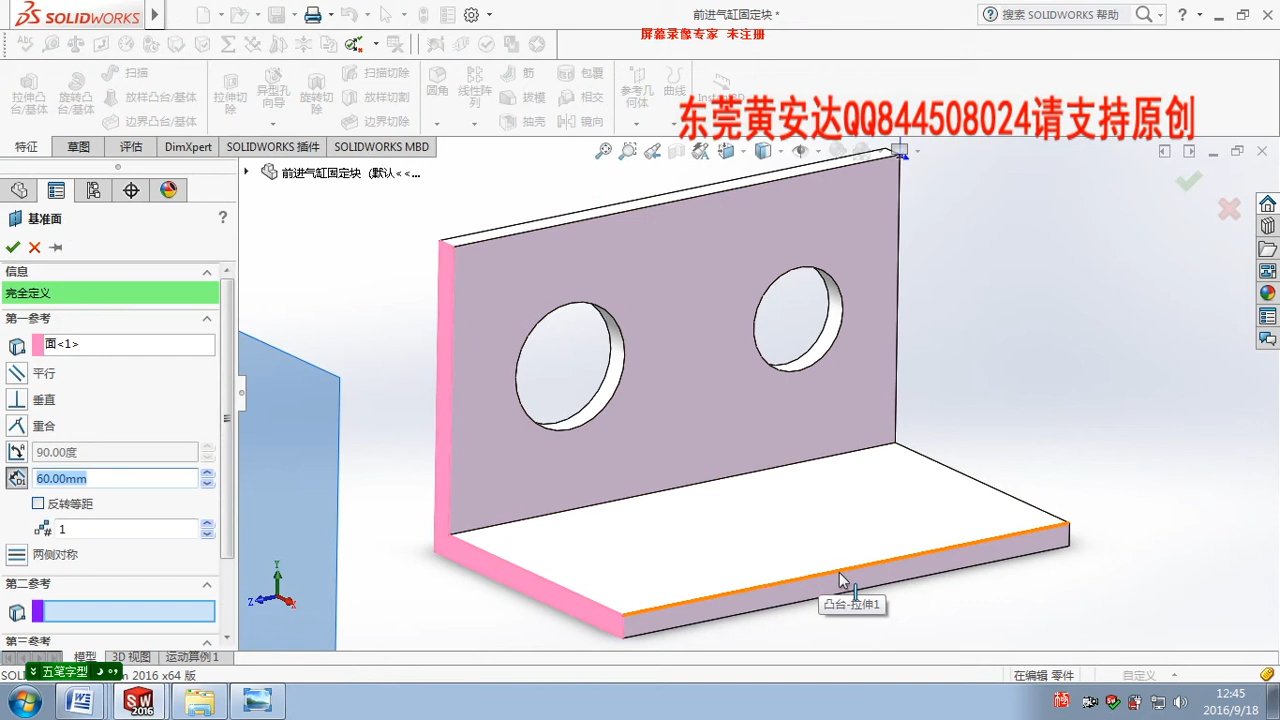 SOLIDWORKS
前进气缸固定块 *
搜索 SOLIDWORKS 帮助
屏幕录像专家 未注册
东莞黄安达QQ844508024请支持原创
拉伸凸台/基体
旋转凸台/基体
扫描
放样凸台/基体
边界凸台/基体
拉伸切除
异型孔向导
旋转切除
扫描切除
放样切割
边界切除
圆角
线性阵列
筋
拔模
抽壳
包覆
相交
镜向
参考几何体
曲线
特征
草图
评估
DimXpert
SOLIDWORKS 插件
SOLIDWORKS MBD
前进气缸固定块 (默认<<...
基准面
?
信息
完全定义
第一参考
面<1>
平行
垂直
重合
90.00度
60.00mm
反转等距
1
两侧对称
第二参考
第三参考
Y
Z
X
凸台-拉伸1
模型
3D 视图
运动算例1
五笔字型
n 2016 x64 版
在编辑 零件
自定义
12:45
2016/9/18